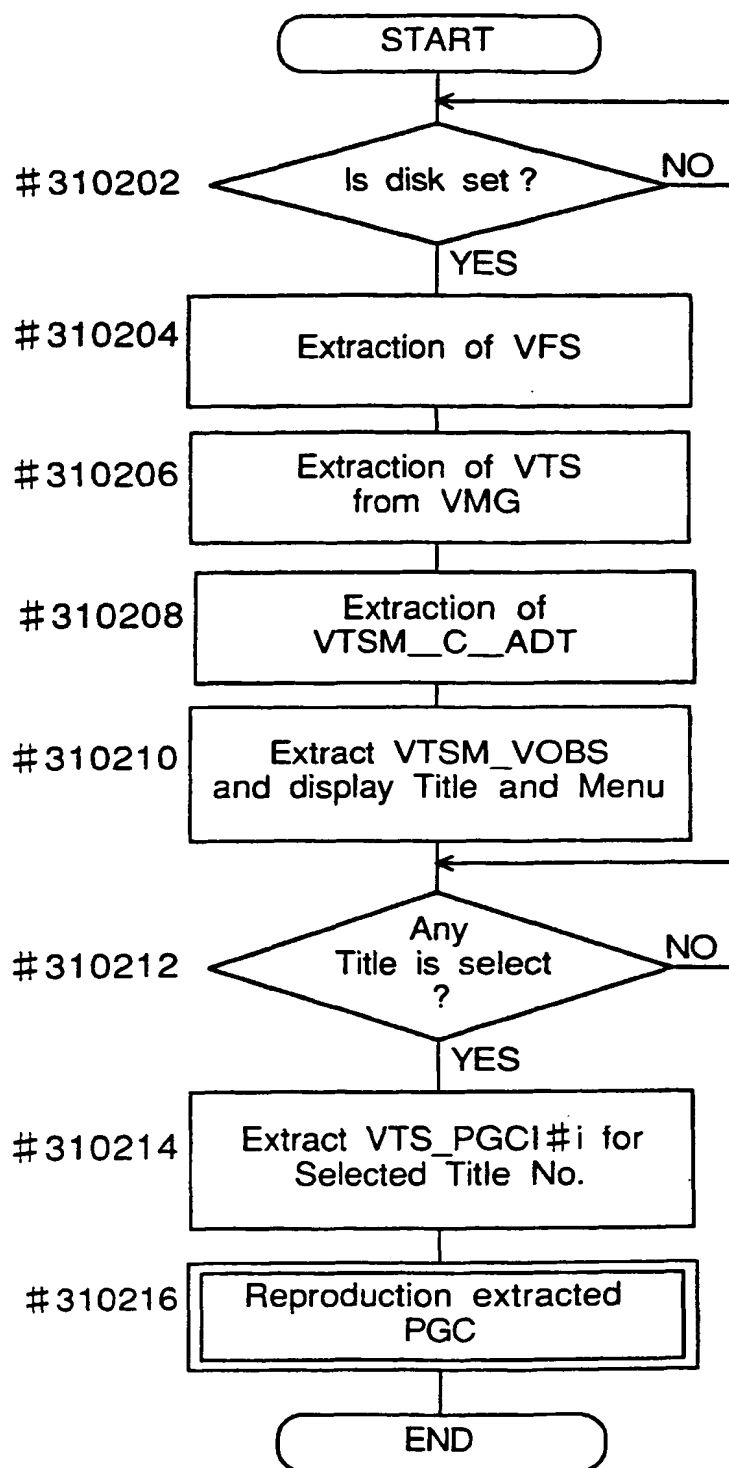 START
#310202
Is disk set ?
NO
YES
#310204
Extraction of VFS
#310206
Extraction of VTS
from VMG
#310208
Extraction of
VTSM__C__ADT
#310210
Extract VTSM_VOBS
and display Title and Menu
#310212
Any
Title is select
?
NO
YES
#310214
Extract VTS_PGCI#i for
Selected Title No.
#310216
Reproduction extracted
PGC
END